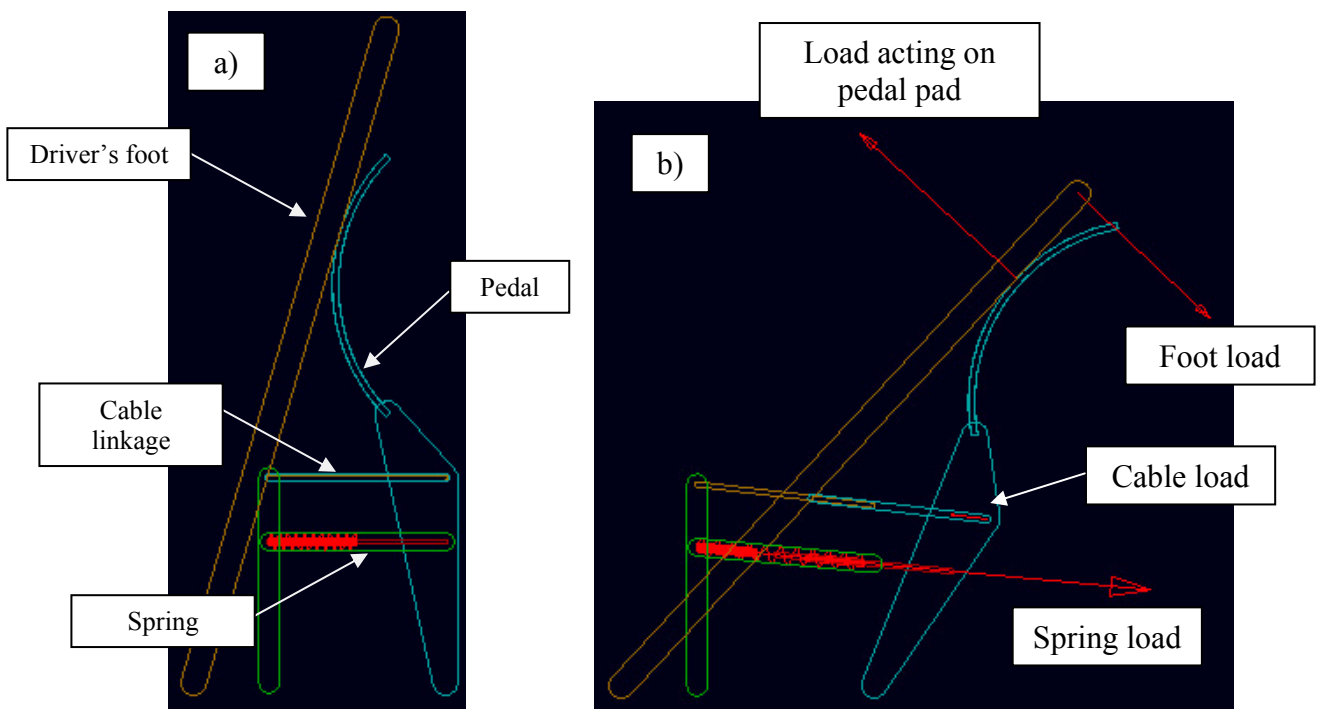 a)
Driver’s foot
Pedal
Cable
linkage
Spring
Load acting on
pedal pad
b)
Foot load
Cable load
Spring load